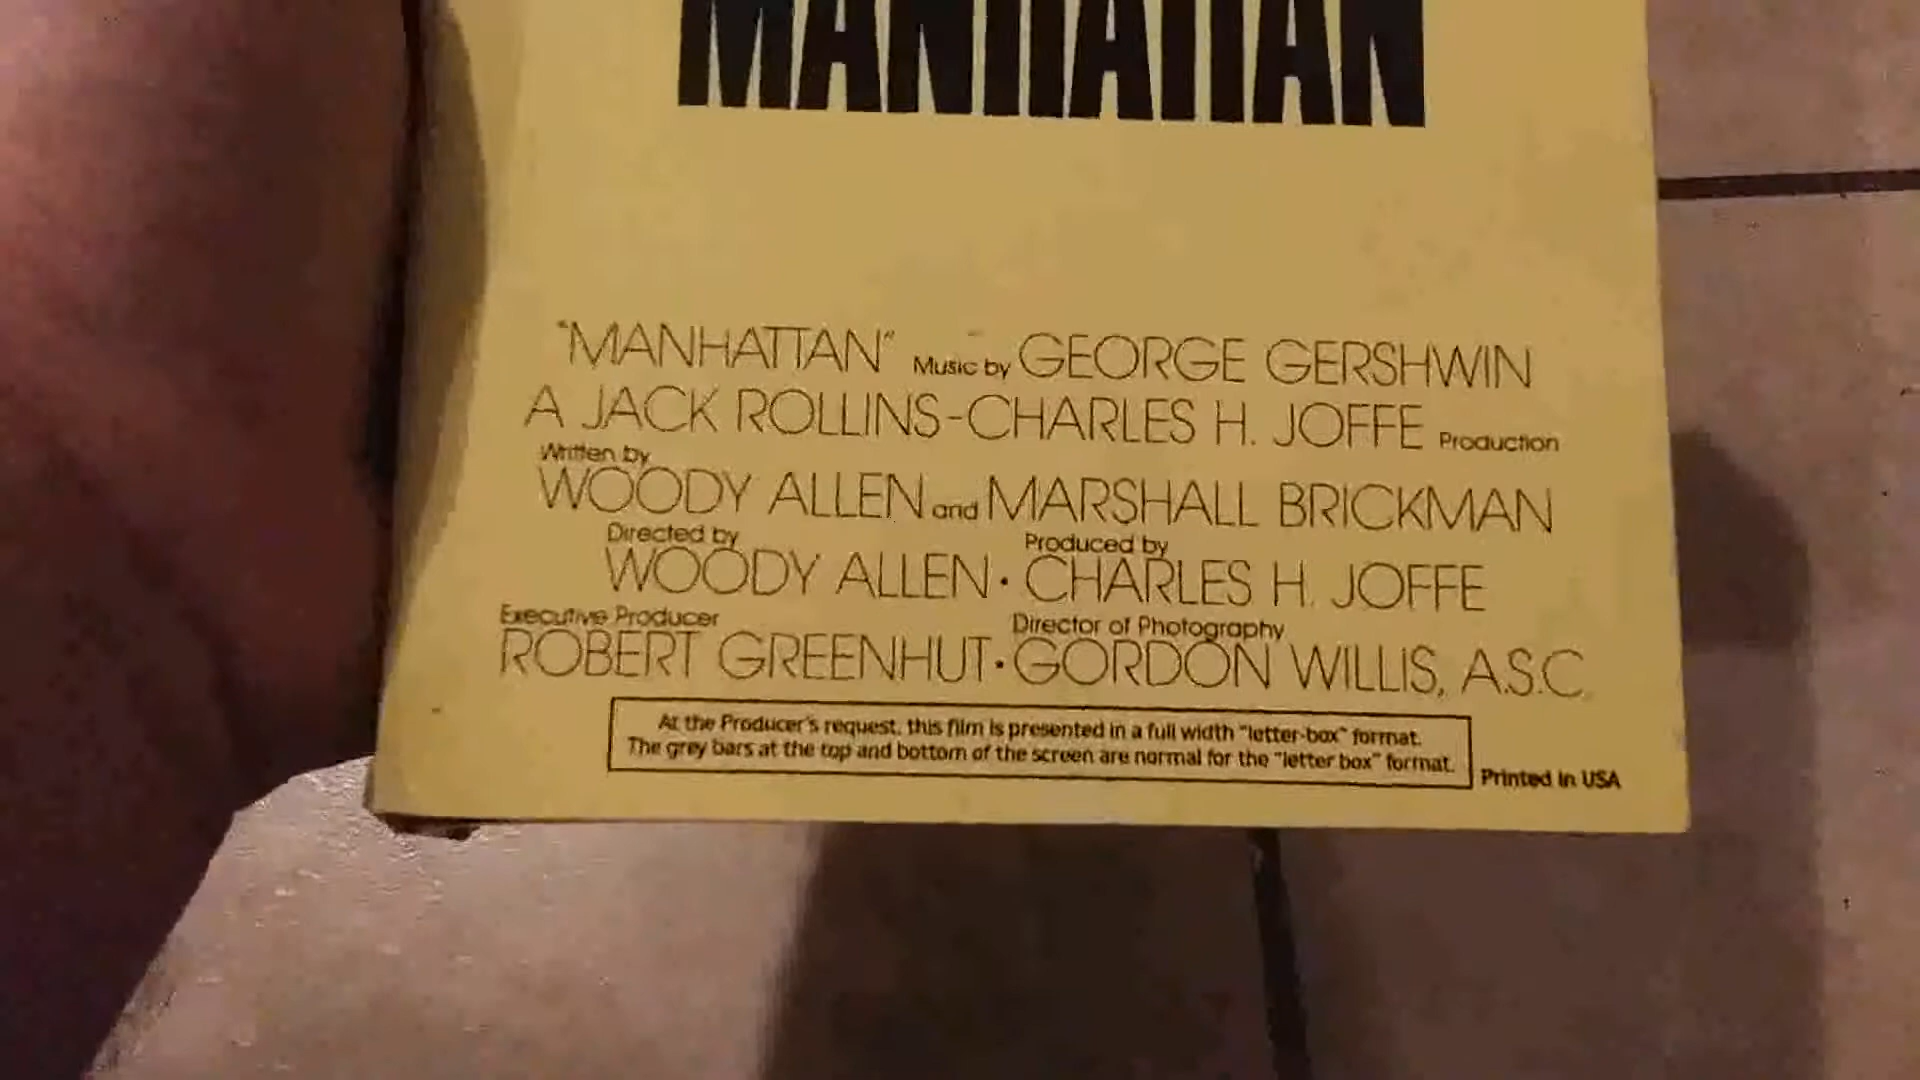 MANHATTAN
"MANHATTAN" Music by GEORGE GERSHWIN
A JACK ROLLINS-CHARLES H. JOFFE Production
Written by
WOODY ALLEN and MARSHALL BRICKMAN
Directed by Produced by
WOODY ALLEN · CHARLES H. JOFFE
Executive Producer Director of Photography
ROBERT GREENHUT · GORDON WILLIS, A.S.C.
At the Producer's request, this film is presented in a full width "letter-box" format.
The grey bars at the top and bottom of the screen are normal for the "letter box" format.
Printed in USA